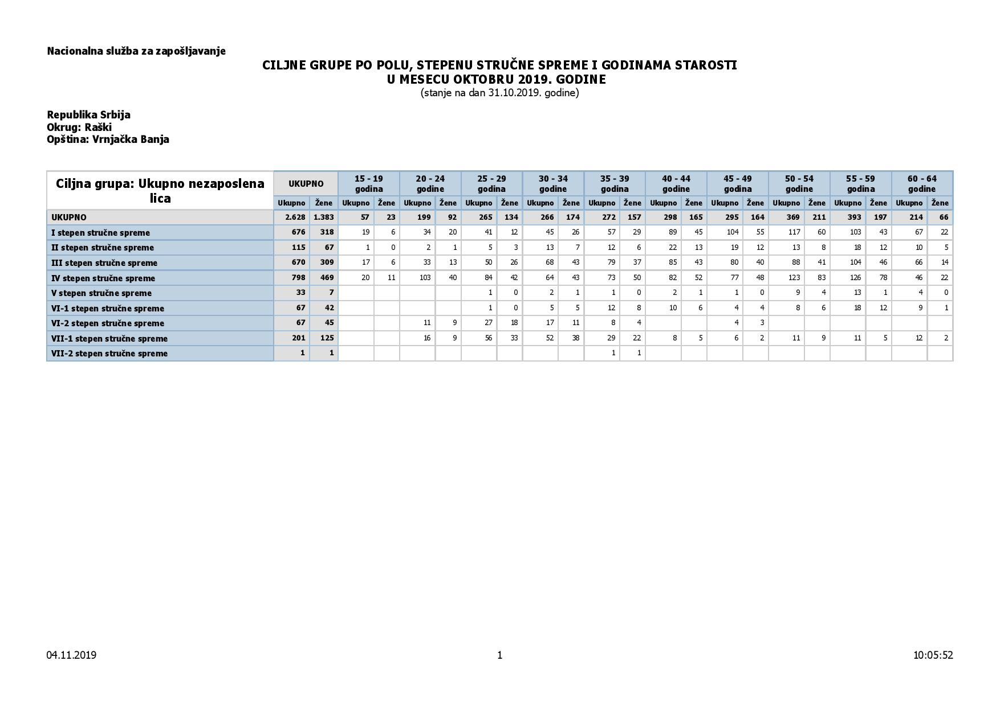 Nacionalna služba za zapošljavanje
CILJNE GRUPE PO POLU, STEPENU STRUČNE SPREME I GODINAMA STAROSTI
U MESECU OKTOBRU 2019. GODINE
(stanje na dan 31.10.2019. godine)
Republika Srbija
Okrug: Raški
Opština: Vrnjačka Banja
Ciljna grupa: Ukupno nezaposlena
lica
UKUPNO 15 - 19 godina 20 - 24 godine 25 - 29 godina 30 - 34 godine 35 - 39 godina 40 - 44 godine 45 - 49 godina 50 - 54 godine 55 - 59 godina 60 - 64 godine
Ukupno Žene Ukupno Žene Ukupno Žene Ukupno Žene Ukupno Žene Ukupno Žene Ukupno Žene Ukupno Žene Ukupno Žene Ukupno Žene Ukupno Žene
UKUPNO 2.628 1.383 57 23 199 92 265 134 266 174 272 157 298 165 295 164 369 211 393 197 214 66
I stepen stručne spreme 676 318 19 6 34 20 41 12 45 26 57 29 89 45 104 55 117 60 103 43 67 22
II stepen stručne spreme 115 67 1 0 2 1 5 3 13 7 12 6 22 13 19 12 13 8 18 12 10 5
III stepen stručne spreme 670 309 17 6 33 13 50 26 68 43 79 37 85 43 80 40 88 41 104 46 66 14
IV stepen stručne spreme 798 469 20 11 103 40 84 42 64 43 73 50 82 52 77 48 123 83 126 78 46 22
V stepen stručne spreme 33 7 1 0 2 1 1 0 2 1 1 0 9 4 13 1 4 0
VI-1 stepen stručne spreme 67 42 1 0 5 5 12 8 10 6 4 4 8 6 18 12 9 1
VI-2 stepen stručne spreme 67 45 11 9 27 18 17 11 8 4 4 3
VII-1 stepen stručne spreme 201 125 16 9 56 33 52 38 29 22 8 5 6 2 11 9 11 5 12 2
VII-2 stepen stručne spreme 1 1 1 1
04.11.2019 1 10:05:52